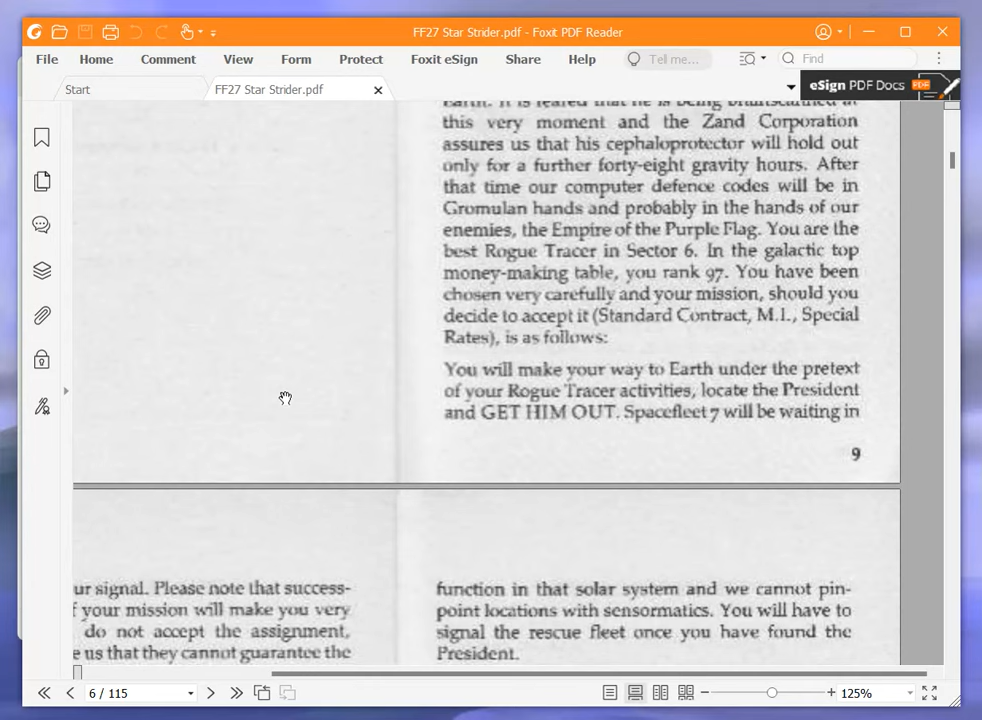 FF27 Star Strider.pdf - Foxit PDF Reader
File Home Comment View Form Protect Foxit eSign Share Help Tell me... Find
Start FF27 Star Strider.pdf eSign PDF Docs PDF
Earth. It is feared that he is being brainscanned at
this very moment and the Zand Corporation
assures us that his cephaloprotector will hold out
only for a further forty-eight gravity hours. After
that time our computer defence codes will be in
Gromulan hands and probably in the hands of our
enemies, the Empire of the Purple Flag. You are the
best Rogue Tracer in Sector 6. In the galactic top
money-making table, you rank 97. You have been
chosen very carefully and your mission, should you
decide to accept it (Standard Contract, M.I., Special
Rates), is as follows:
You will make your way to Earth under the pretext
of your Rogue Tracer activities, locate the President
and GET HIM OUT. Spacefleet 7 will be waiting in
9
ur signal. Please note that success-
f your mission will make you very
do not accept the assignment,
e us that they cannot guarantee the
function in that solar system and we cannot pin-
point locations with sensormatics. You will have to
signal the rescue fleet once you have found the
President.
6 / 115
125%